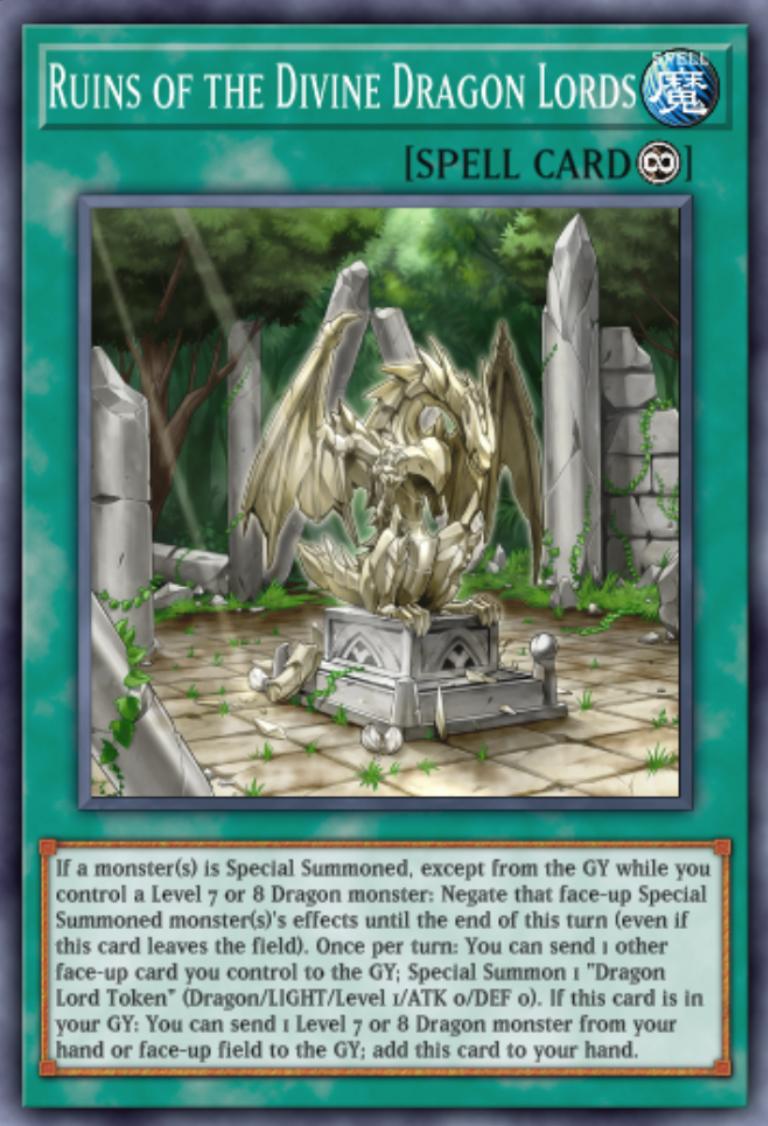 RUINS OF THE DIVINE DRAGON LORDS
SPELL
魔
[SPELL CARD]
If a monster(s) is Special Summoned, except from the GY while you
control a Level 7 or 8 Dragon monster: Negate that face-up Special
Summoned monster(s)'s effects until the end of this turn (even if
this card leaves the field). Once per turn: You can send 1 other
face-up card you control to the GY; Special Summon 1 "Dragon
Lord Token" (Dragon/LIGHT/Level 1/ATK 0/DEF 0). If this card is in
your GY: You can send 1 Level 7 or 8 Dragon monster from your
hand or face-up field to the GY; add this card to your hand.